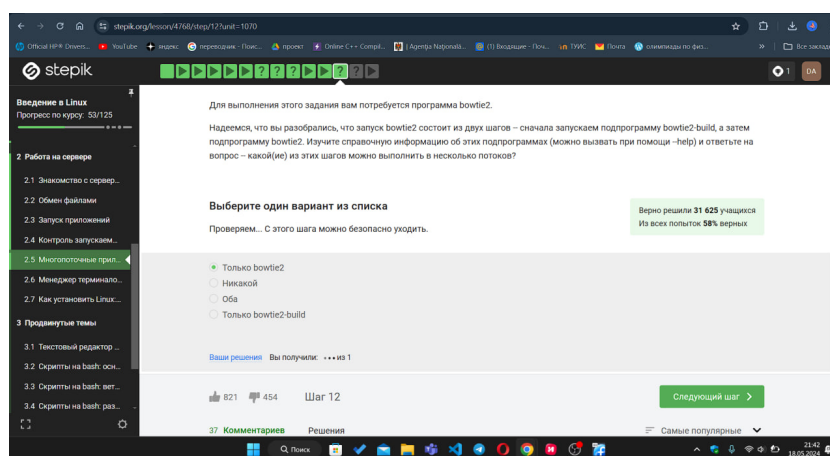 stepik.org/lesson/4768/step/12?unit=1070
Official HP® Drivers...
YouTube
яндекс
переводчик - Поис...
проект
Online C++ Compil...
Agenția Națională...
(1) Входящие - Поч...
ТУИС
Почта
олимпиады по физ...
»
Все заклад
stepik
? ? ? ? ?
1
DA
Введение в Linux
Прогресс по курсу: 53/125
2 Работа на сервере
2.1 Знакомство с сервер...
2.2 Обмен файлами
2.3 Запуск приложений
2.4 Контроль запускаем...
2.5 Многопоточные прил...
2.6 Менеджер терминало...
2.7 Как установить Linux:...
3 Продвинутые темы
3.1 Текстовый редактор ...
3.2 Скрипты на bash: осн...
3.3 Скрипты на bash: вет...
3.4 Скрипты на bash: раз...
Для выполнения этого задания вам потребуется программа bowtie2.
Надеемся, что вы разобрались, что запуск bowtie2 состоит из двух шагов – сначала запускаем подпрограмму bowtie2-build, а затем
подпрограмму bowtie2. Изучите справочную информацию об этих подпрограммах (можно вызвать при помощи --help) и ответьте на
вопрос – какой(ие) из этих шагов можно выполнить в несколько потоков?
Выберите один вариант из списка
Проверяем... С этого шага можно безопасно уходить.
Верно решили 31 625 учащихся
Из всех попыток 58% верных
Только bowtie2
Никакой
Оба
Только bowtie2-build
Ваши решения Вы получили: ••• из 1
821
454
Шаг 12
Следующий шаг
37 Комментариев
Решения
Самые популярные
Поиск
21:42
18.05.2024